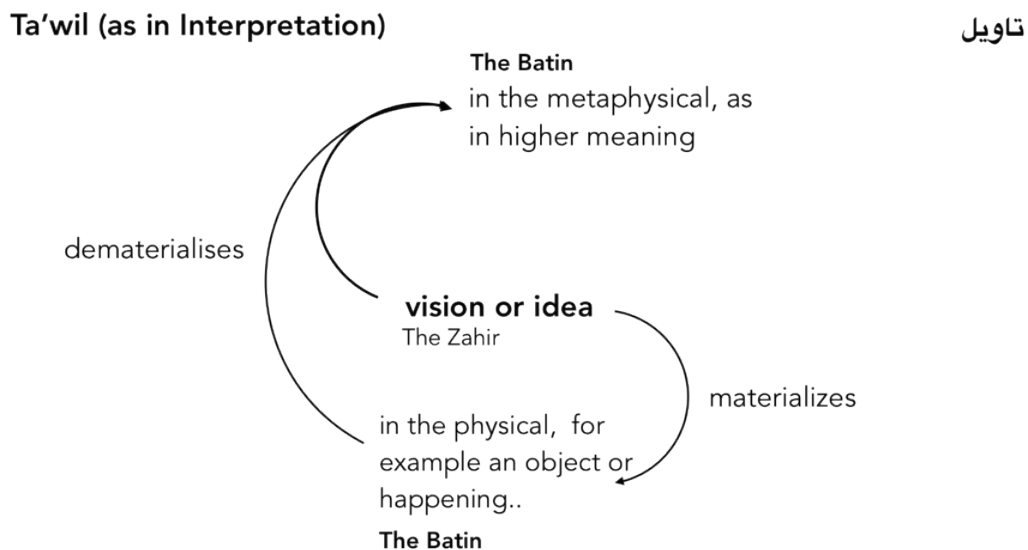 Ta’wil (as in Interpretation)
تاويل
The Batin
in the metaphysical, as
in higher meaning
dematerialises
vision or idea
The Zahir
materializes
in the physical,  for
example an object or
happening..
The Batin